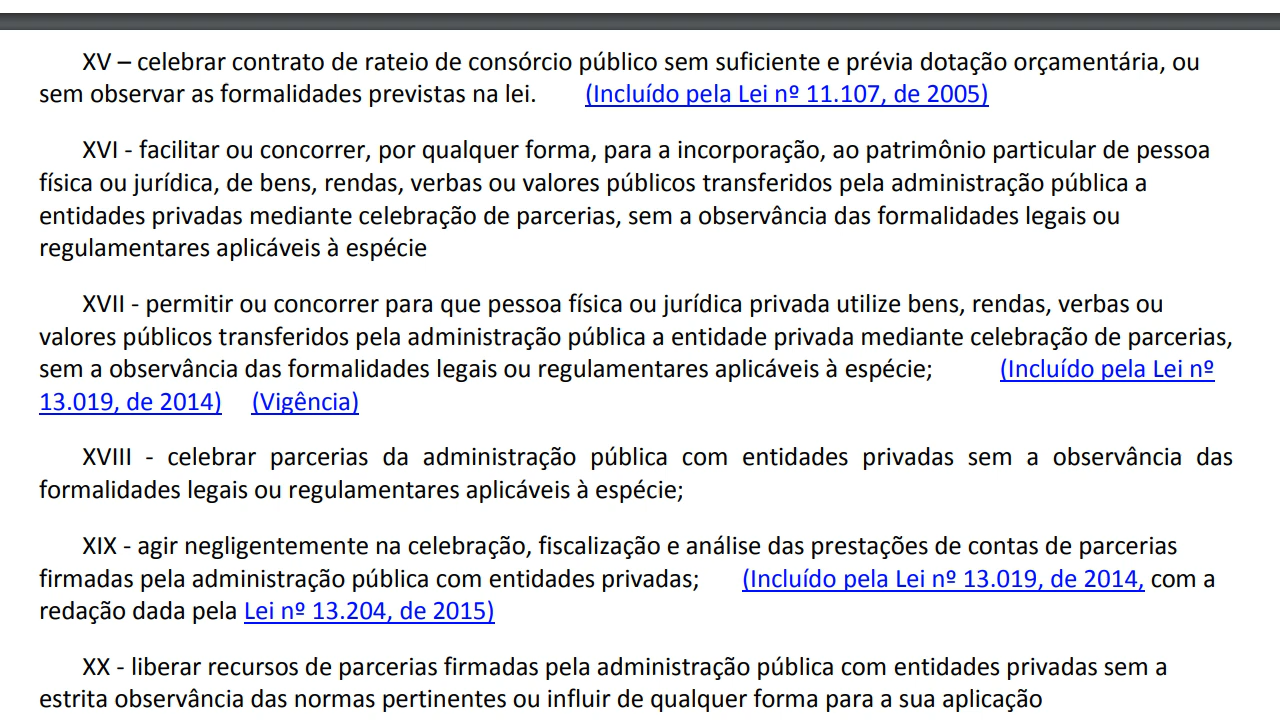 XV – celebrar contrato de rateio de consórcio público sem suficiente e prévia dotação orçamentária, ou
sem observar as formalidades previstas na lei. (Incluído pela Lei nº 11.107, de 2005)
XVI - facilitar ou concorrer, por qualquer forma, para a incorporação, ao patrimônio particular de pessoa
física ou jurídica, de bens, rendas, verbas ou valores públicos transferidos pela administração pública a
entidades privadas mediante celebração de parcerias, sem a observância das formalidades legais ou
regulamentares aplicáveis à espécie
XVII - permitir ou concorrer para que pessoa física ou jurídica privada utilize bens, rendas, verbas ou
valores públicos transferidos pela administração pública a entidade privada mediante celebração de parcerias,
sem a observância das formalidades legais ou regulamentares aplicáveis à espécie; (Incluído pela Lei nº
13.019, de 2014) (Vigência)
XVIII - celebrar parcerias da administração pública com entidades privadas sem a observância das
formalidades legais ou regulamentares aplicáveis à espécie;
XIX - agir negligentemente na celebração, fiscalização e análise das prestações de contas de parcerias
firmadas pela administração pública com entidades privadas; (Incluído pela Lei nº 13.019, de 2014, com a
redação dada pela Lei nº 13.204, de 2015)
XX - liberar recursos de parcerias firmadas pela administração pública com entidades privadas sem a
estrita observância das normas pertinentes ou influir de qualquer forma para a sua aplicação